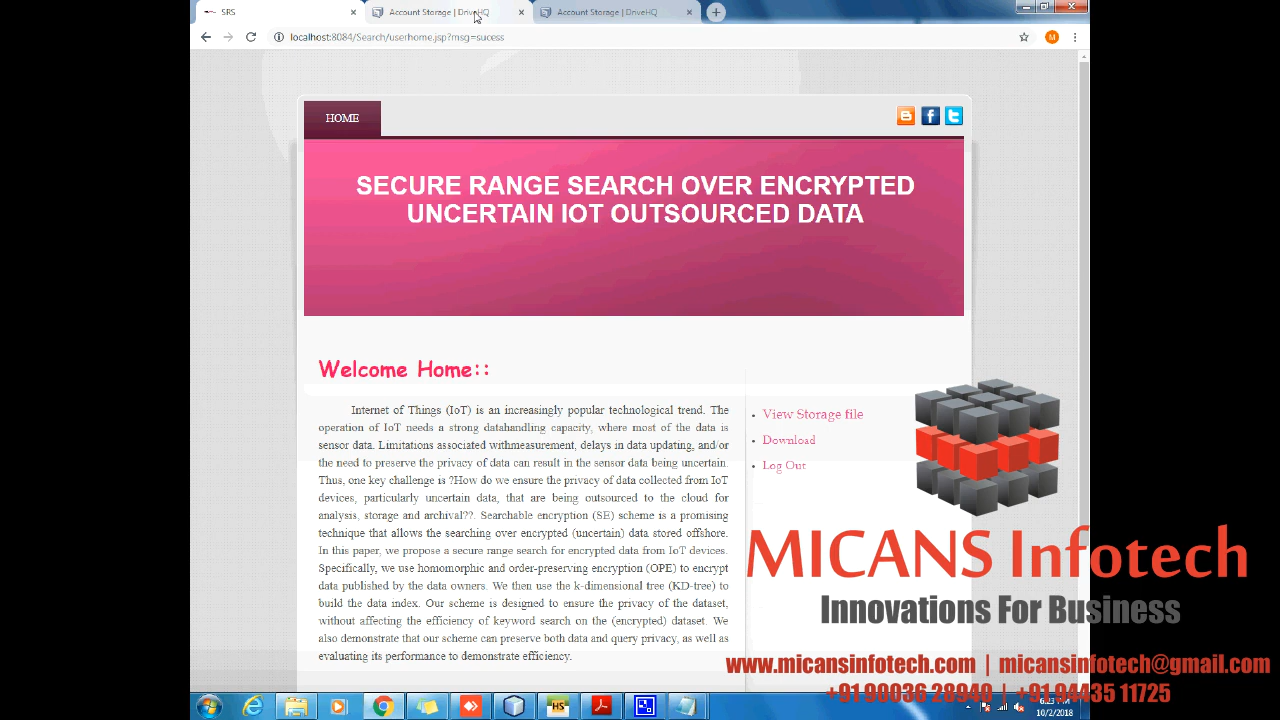 SRS
Account Storage | DriveHQ
Account Storage | DriveHQ
localhost:8084/Search/userhome.jsp?msg=sucess
M
HOME
SECURE RANGE SEARCH OVER ENCRYPTED
UNCERTAIN IOT OUTSOURCED DATA
Welcome Home::
Internet of Things (IoT) is an increasingly popular technological trend. The
operation of IoT needs a strong datahandling capacity, where most of the data is
sensor data. Limitations associated withmeasurement, delays in data updating, and/or
the need to preserve the privacy of data can result in the sensor data being uncertain.
Thus, one key challenge is ?How do we ensure the privacy of data collected from IoT
devices, particularly uncertain data, that are being outsourced to the cloud for
analysis, storage and archival??. Searchable encryption (SE) scheme is a promising
technique that allows the searching over encrypted (uncertain) data stored offshore.
In this paper, we propose a secure range search for encrypted data from IoT devices.
Specifically, we use homomorphic and order-preserving encryption (OPE) to encrypt
data published by the data owners. We then use the k-dimensional tree (KD-tree) to
build the data index. Our scheme is designed to ensure the privacy of the dataset,
without affecting the efficiency of keyword search on the (encrypted) dataset. We
also demonstrate that our scheme can preserve both data and query privacy, as well as
evaluating its performance to demonstrate efficiency.
View Storage file
Download
Log Out
MICANS Infotech
Innovations For Business
www.micansinfotech.com | micansinfotech@gmail.com
+91 90036 28940 | +91 94435 11725
HS
6:23 PM
10/2/2018